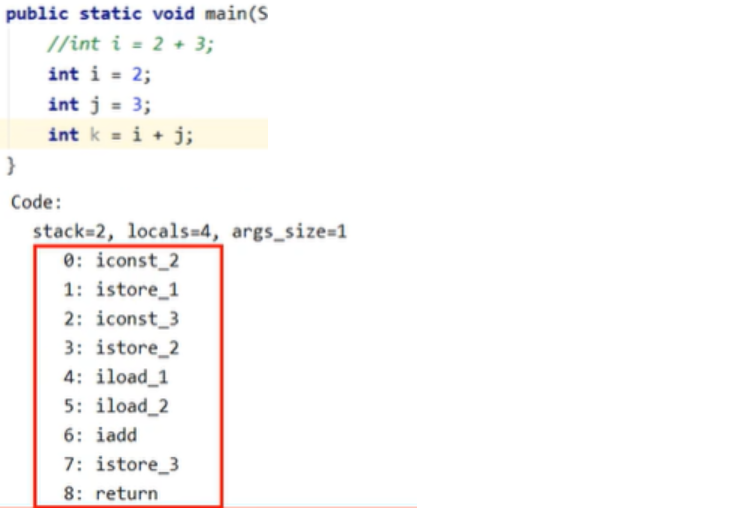 public static void main(S
//int i = 2 + 3;
int i = 2;
int j = 3;
int k = i + j;
}
Code:
stack=2, locals=4, args_size=1
0: iconst_2
1: istore_1
2: iconst_3
3: istore_2
4: iload_1
5: iload_2
6: iadd
7: istore_3
8: return